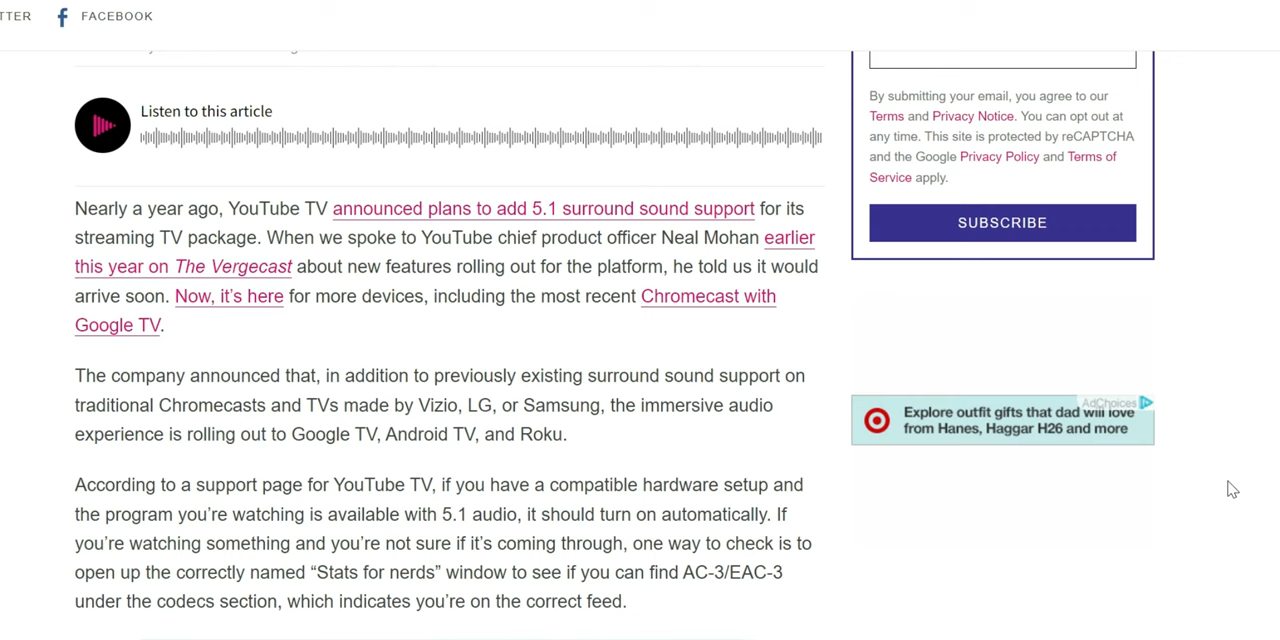 TTER
FACEBOOK
Listen to this article
Nearly a year ago, YouTube TV announced plans to add 5.1 surround sound support for its
streaming TV package. When we spoke to YouTube chief product officer Neal Mohan earlier
this year on The Vergecast about new features rolling out for the platform, he told us it would
arrive soon. Now, it’s here for more devices, including the most recent Chromecast with
Google TV.
The company announced that, in addition to previously existing surround sound support on
traditional Chromecasts and TVs made by Vizio, LG, or Samsung, the immersive audio
experience is rolling out to Google TV, Android TV, and Roku.
According to a support page for YouTube TV, if you have a compatible hardware setup and
the program you’re watching is available with 5.1 audio, it should turn on automatically. If
you’re watching something and you’re not sure if it’s coming through, one way to check is to
open up the correctly named “Stats for nerds” window to see if you can find AC-3/EAC-3
under the codecs section, which indicates you’re on the correct feed.
By submitting your email, you agree to our
Terms and Privacy Notice. You can opt out at
any time. This site is protected by reCAPTCHA
and the Google Privacy Policy and Terms of
Service apply.
SUBSCRIBE
AdChoices
Explore outfit gifts that dad will love
from Hanes, Haggar H26 and more